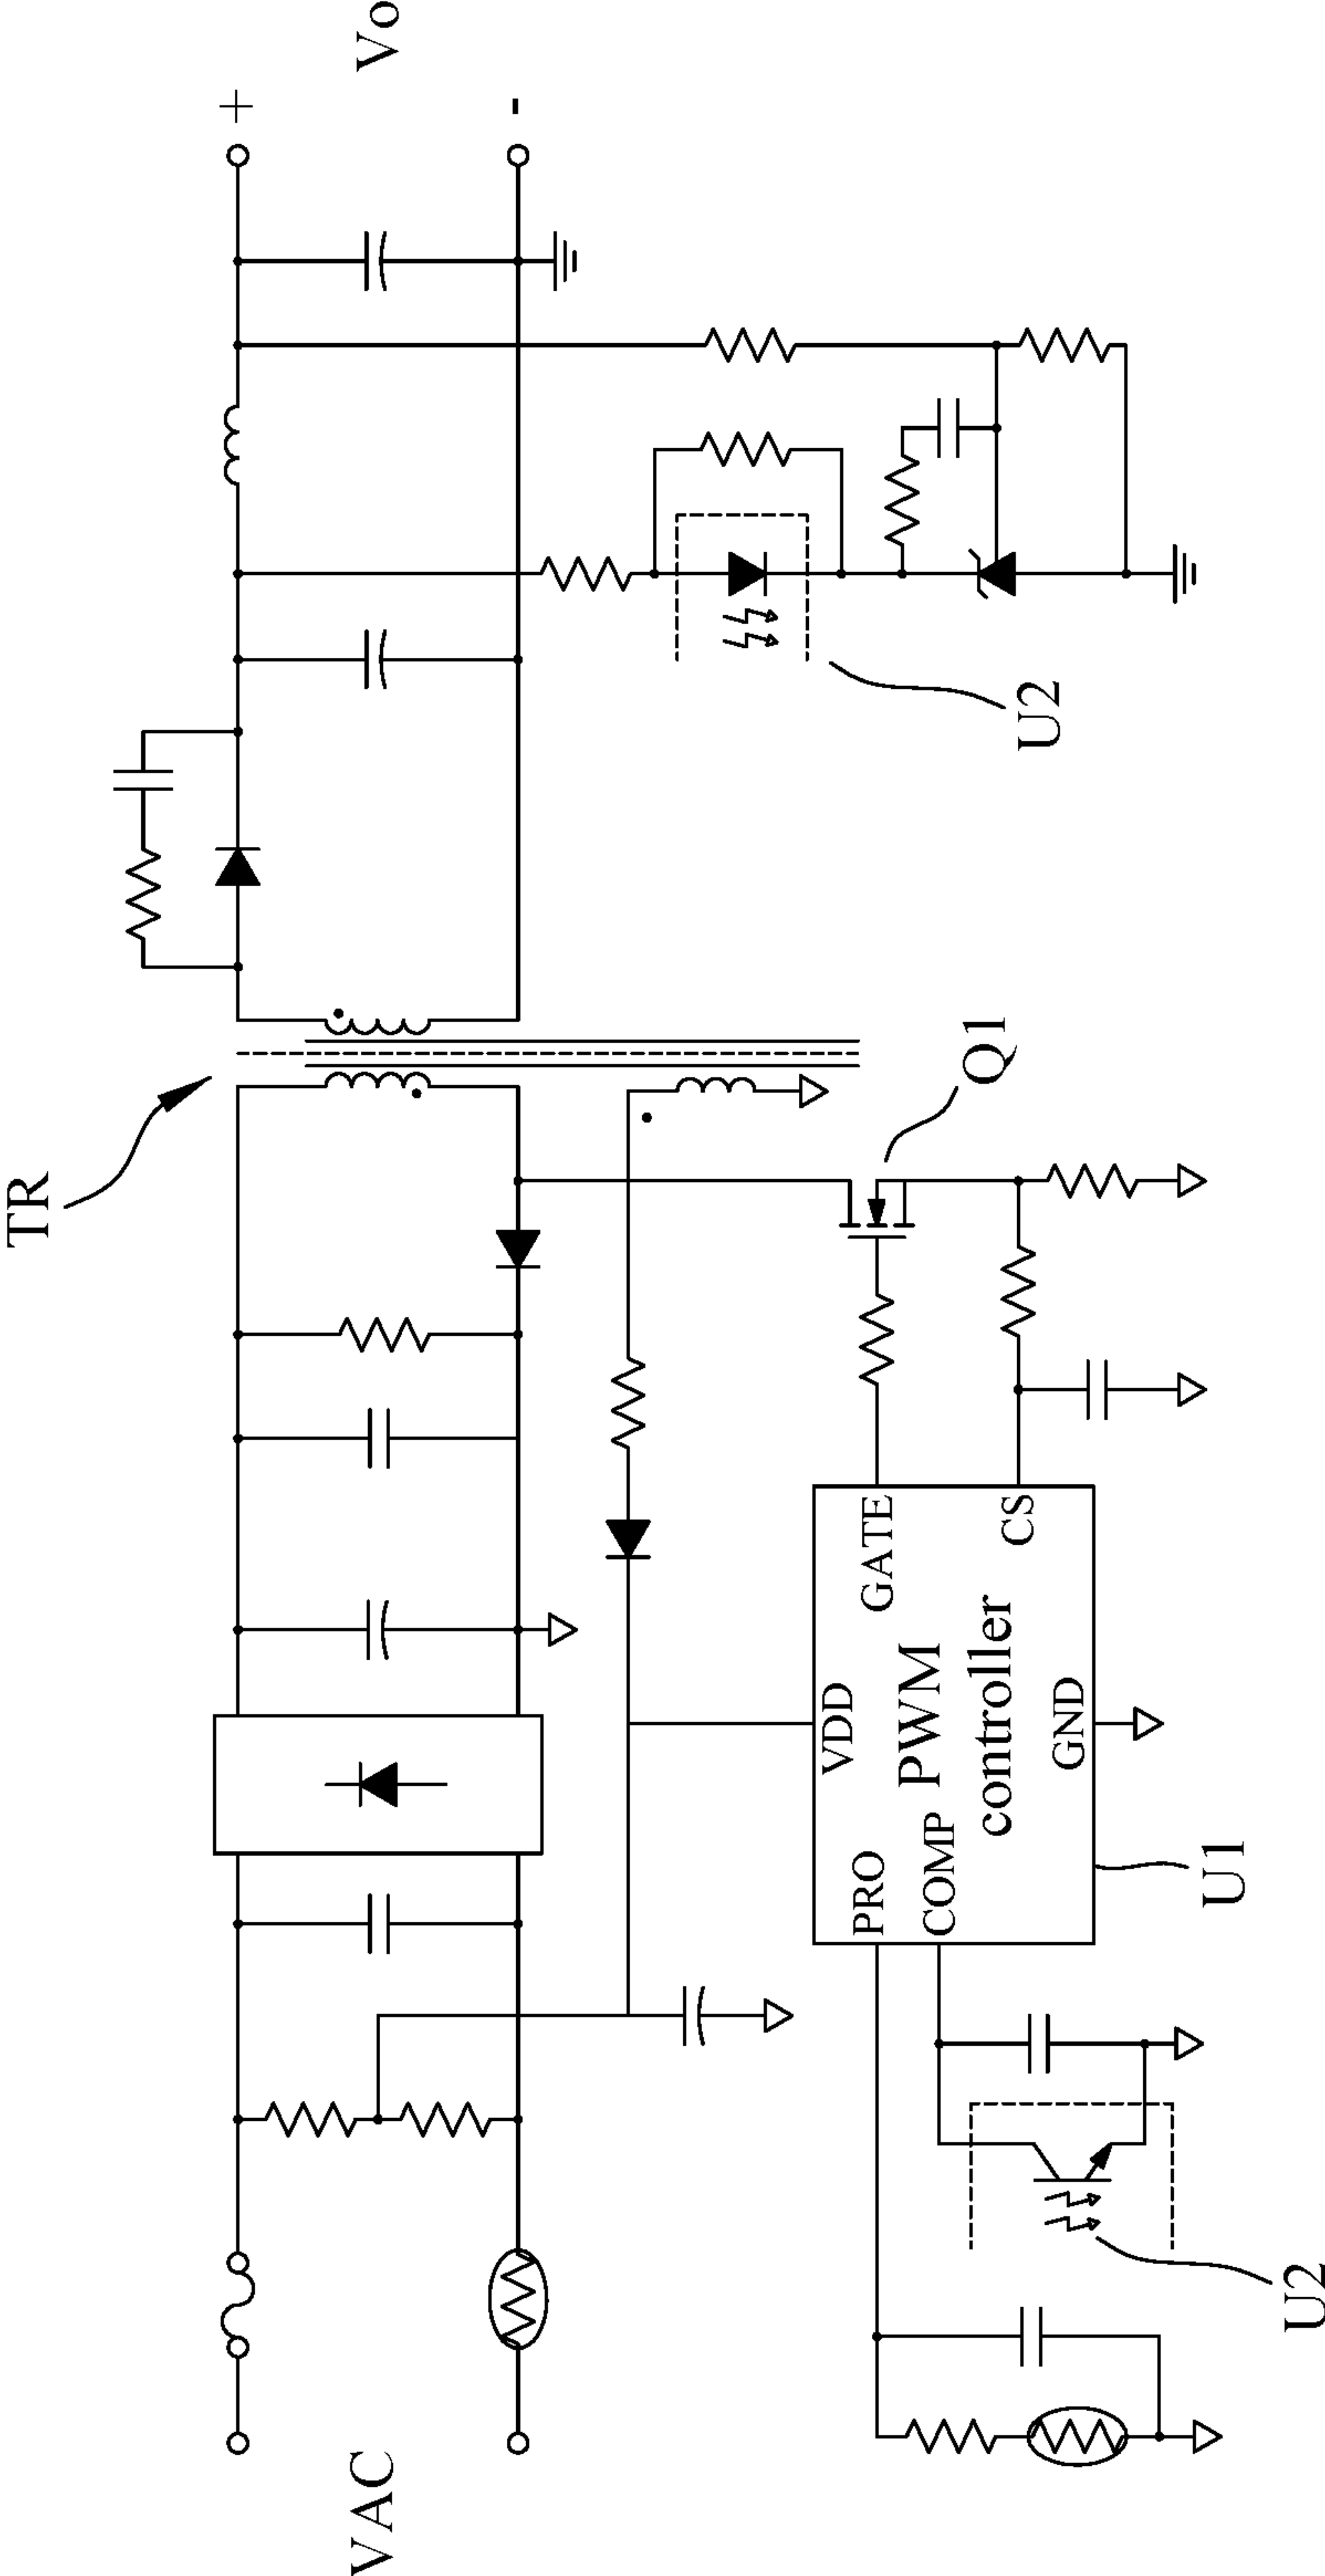 TR
VAC
+
Vo
-
Q1
U2
VDD
GATE
PRO
PWM
COMP
controller
CS
GND
U1
U2